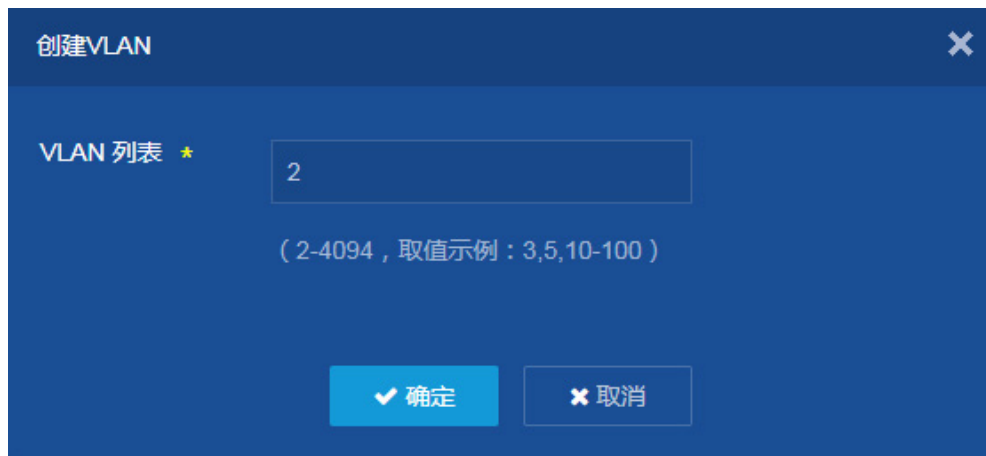 创建VLAN
VLAN 列表 *
2
（2-4094，取值示例：3,5,10-100）
确定 取消